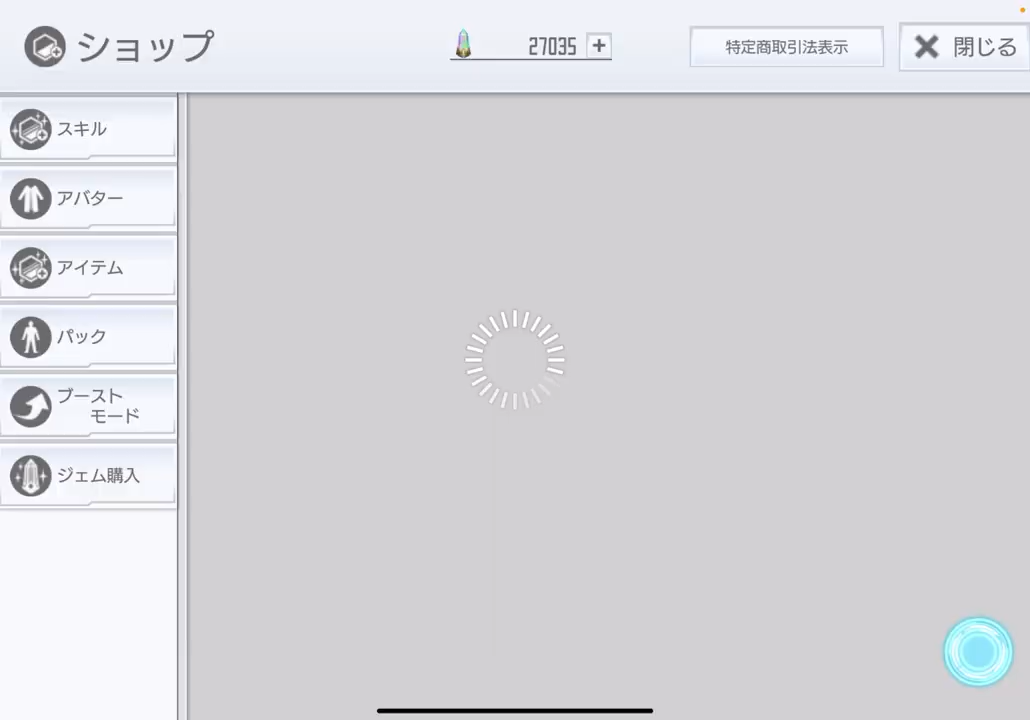 ショップ
27035
特定商取引法表示
閉じる
スキル
アバター
アイテム
パック
ブースト
モード
ジェム購入